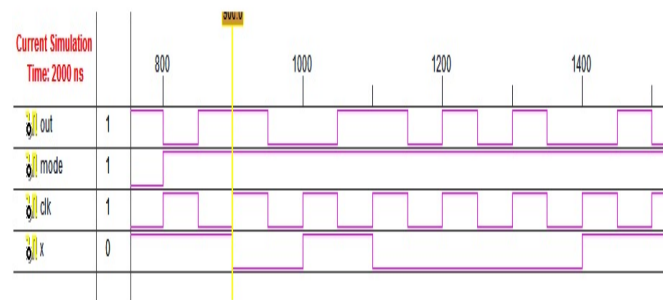 900.0
Current Simulation
Time: 2000 ns
800 1000 1200 1400
out 1
mode 1
clk 1
x 0